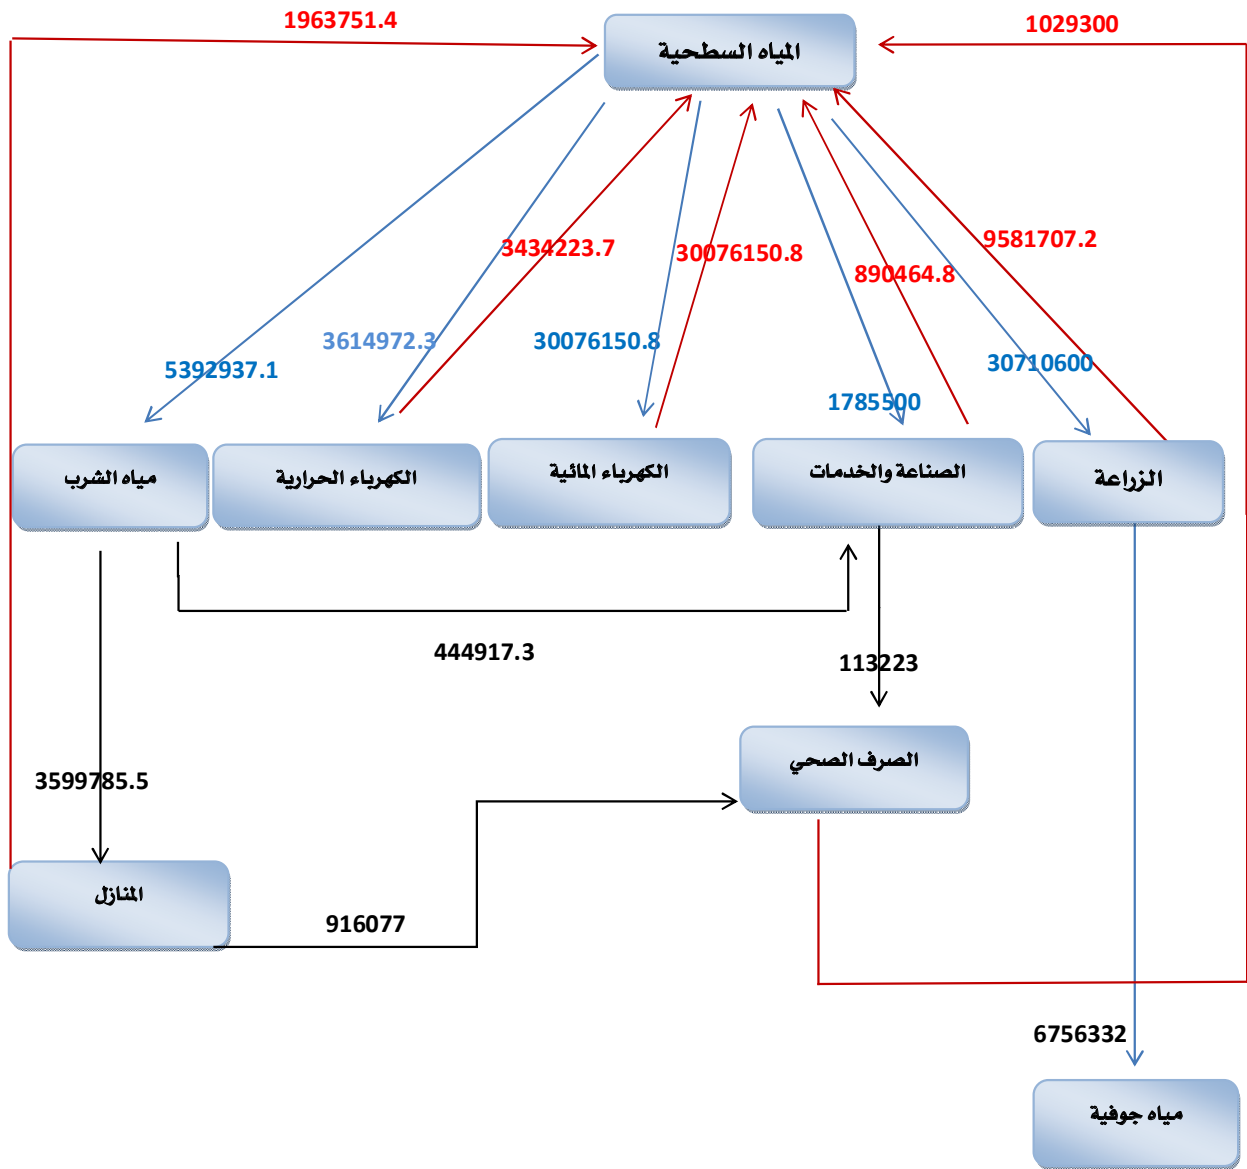 1963751.4
1029300
المياه السطحية
9581707.2
3434223.7
30076150.8
890464.8
3614972.3
30076150.8
30710600
5392937.1
1785500
مياه الشرب
الكهرباء الحرارية
الكهرباء المائية
الصناعة والخدمات
الزراعة
444917.3
113223
الصرف الصحي
3599785.5
المنازل
916077
6756332
مياه جوفية